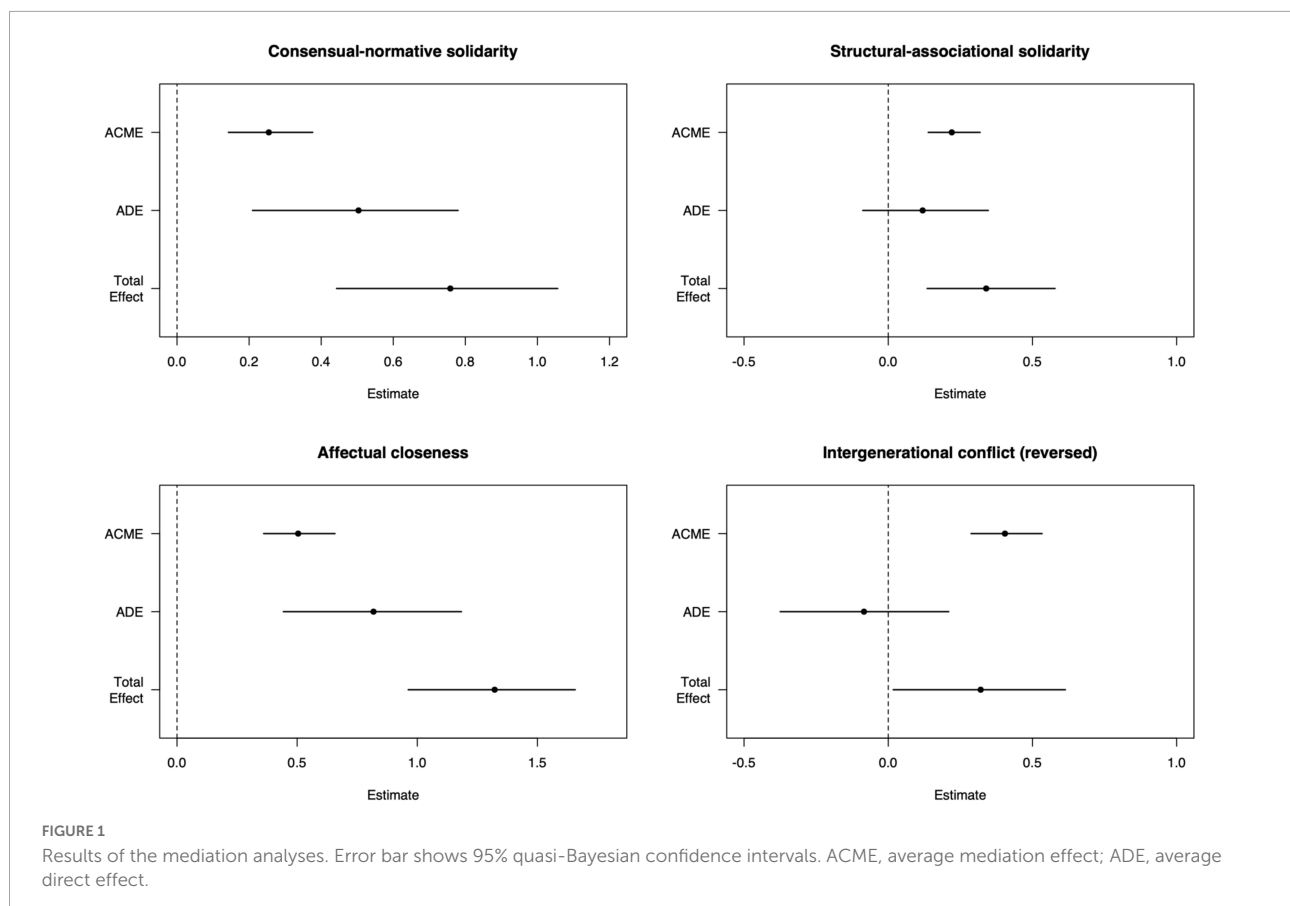 Consensual-normative solidarity
ACME
ADE
Total
Effect
0.0 0.2 0.4 0.6 0.8 1.0 1.2
Estimate
Structural-associational solidarity
ACME
ADE
Total
Effect
-0.5 0.0 0.5 1.0
Estimate
Affectual closeness
ACME
ADE
Total
Effect
0.0 0.5 1.0 1.5
Estimate
Intergenerational conflict (reversed)
ACME
ADE
Total
Effect
-0.5 0.0 0.5 1.0
Estimate
FIGURE 1
Results of the mediation analyses. Error bar shows 95% quasi-Bayesian confidence intervals. ACME, average mediation effect; ADE, average
direct effect.